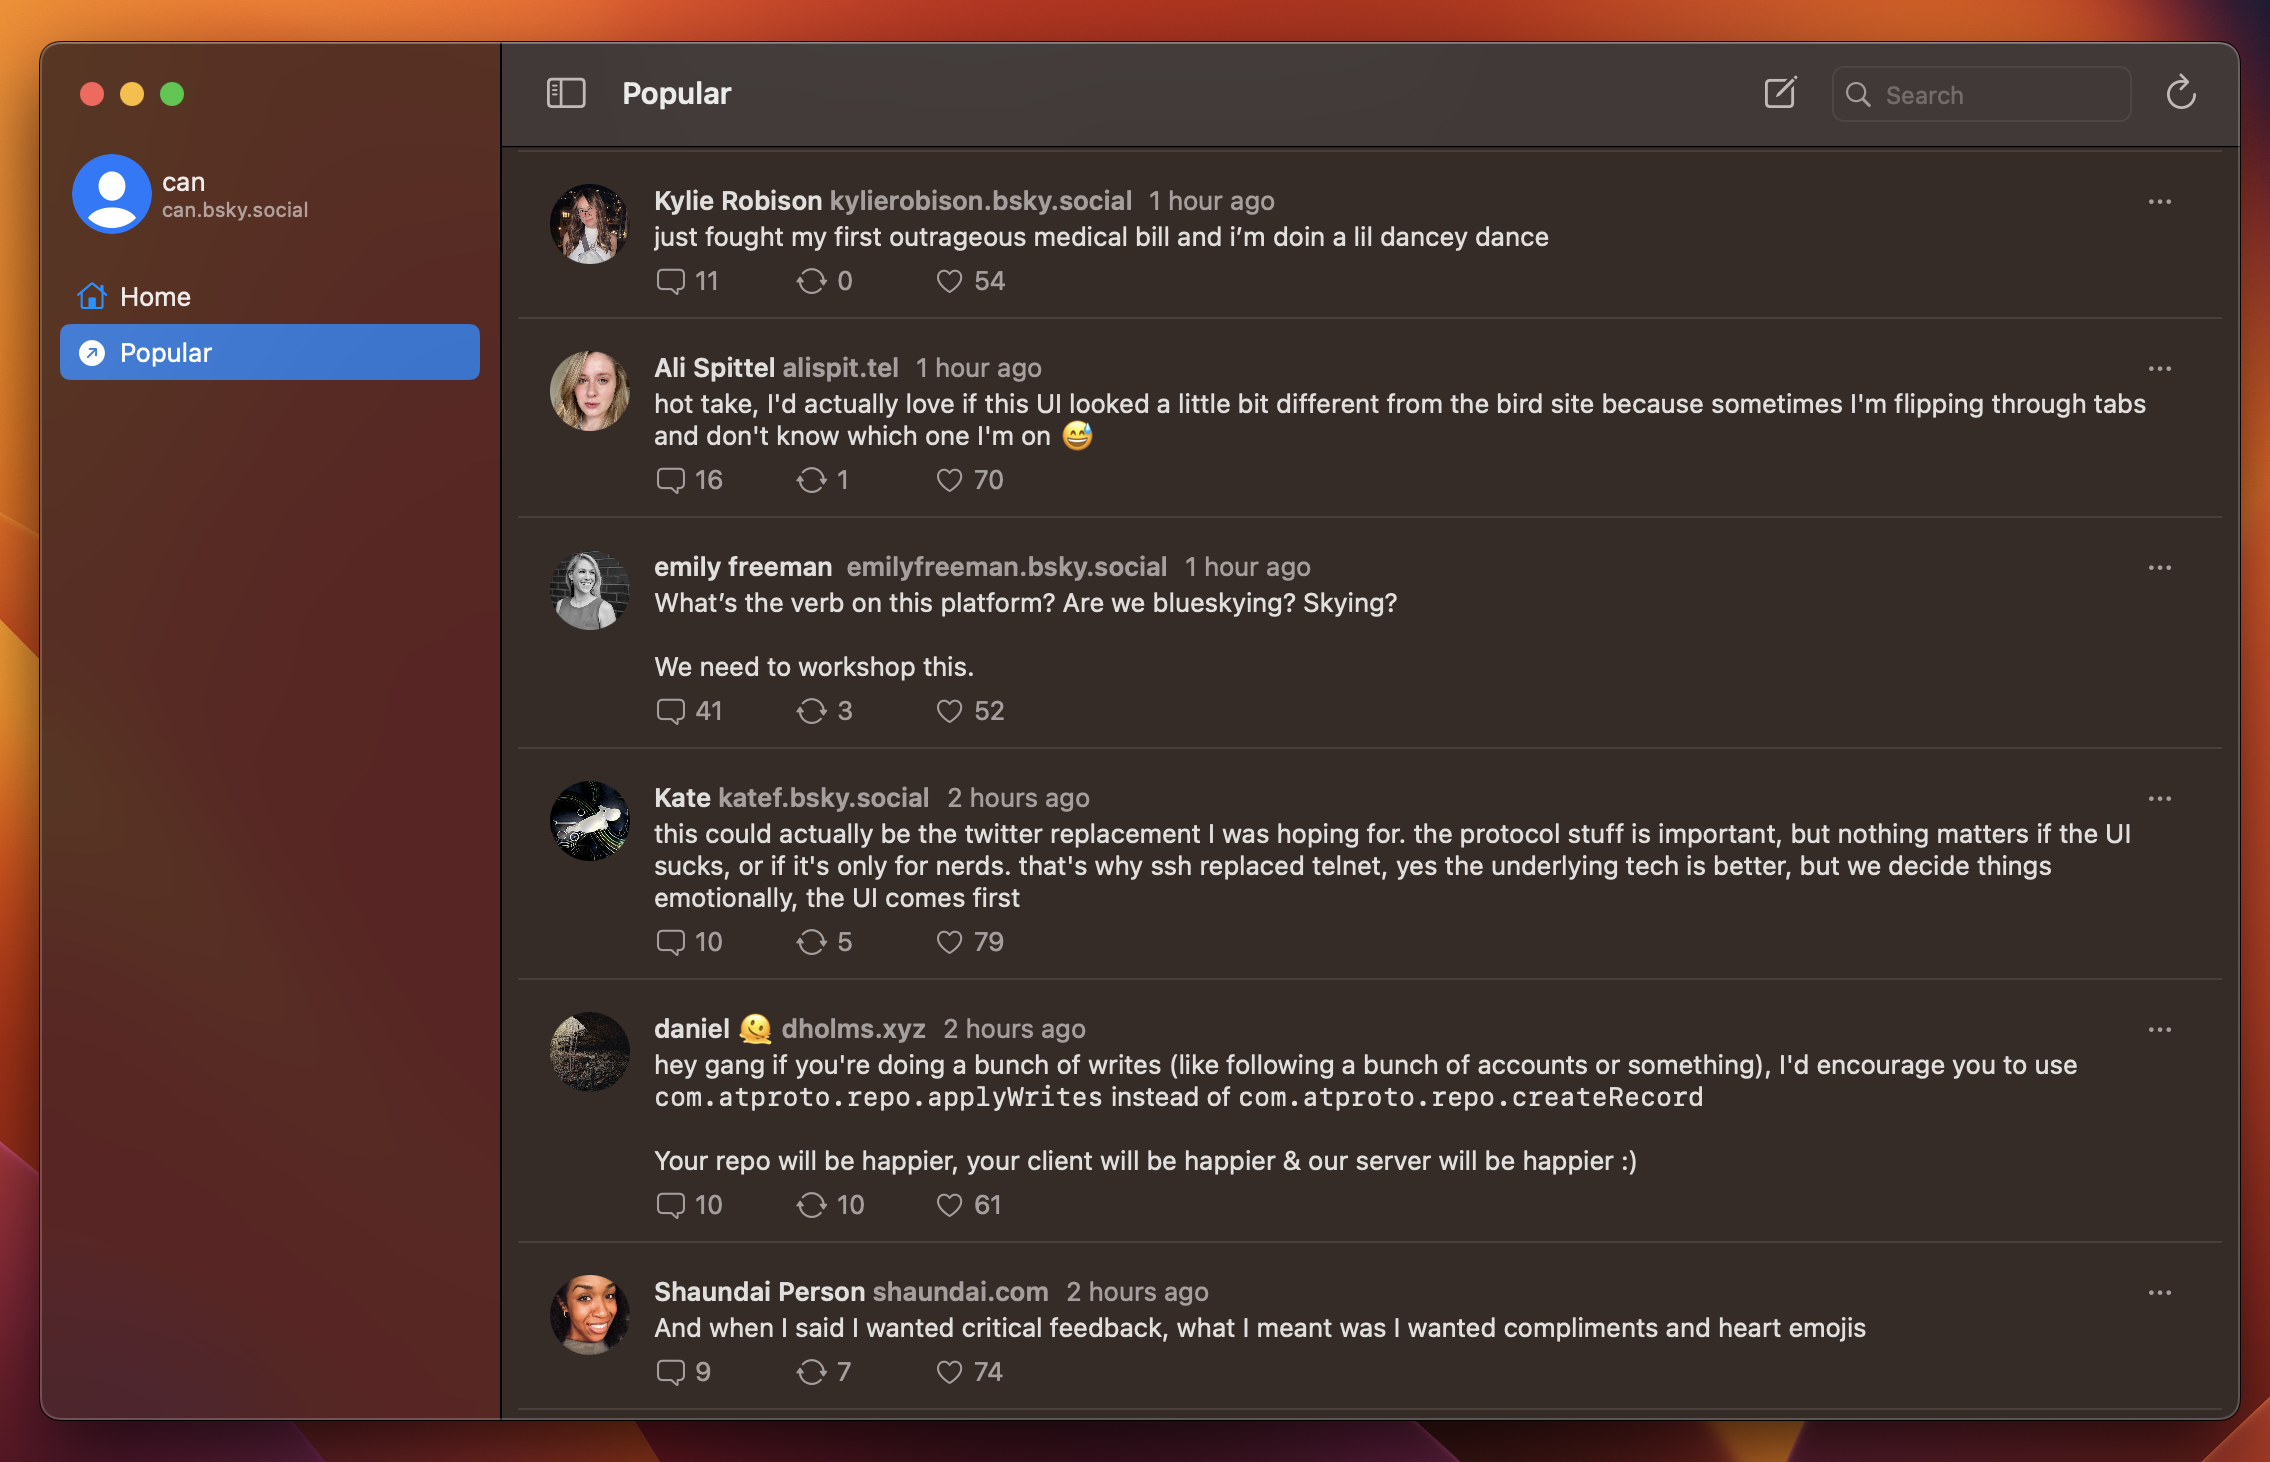 can
can.bsky.social
Home
Popular
Popular
Search
Kylie Robison kylierobison.bsky.social 1 hour ago
just fought my first outrageous medical bill and i’m doin a lil dancey dance
11 0 54
Ali Spittel alispit.tel 1 hour ago
hot take, I'd actually love if this UI looked a little bit different from the bird site because sometimes I'm flipping through tabs
and don't know which one I'm on 😅
16 1 70
emily freeman emilyfreeman.bsky.social 1 hour ago
What’s the verb on this platform? Are we blueskying? Skying?
We need to workshop this.
41 3 52
Kate katef.bsky.social 2 hours ago
this could actually be the twitter replacement I was hoping for. the protocol stuff is important, but nothing matters if the UI
sucks, or if it's only for nerds. that's why ssh replaced telnet, yes the underlying tech is better, but we decide things
emotionally, the UI comes first
10 5 79
daniel 🫠 dholms.xyz 2 hours ago
hey gang if you're doing a bunch of writes (like following a bunch of accounts or something), I'd encourage you to use
com.atproto.repo.applyWrites instead of com.atproto.repo.createRecord
Your repo will be happier, your client will be happier & our server will be happier :)
10 10 61
Shaundai Person shaundai.com 2 hours ago
And when I said I wanted critical feedback, what I meant was I wanted compliments and heart emojis
9 7 74